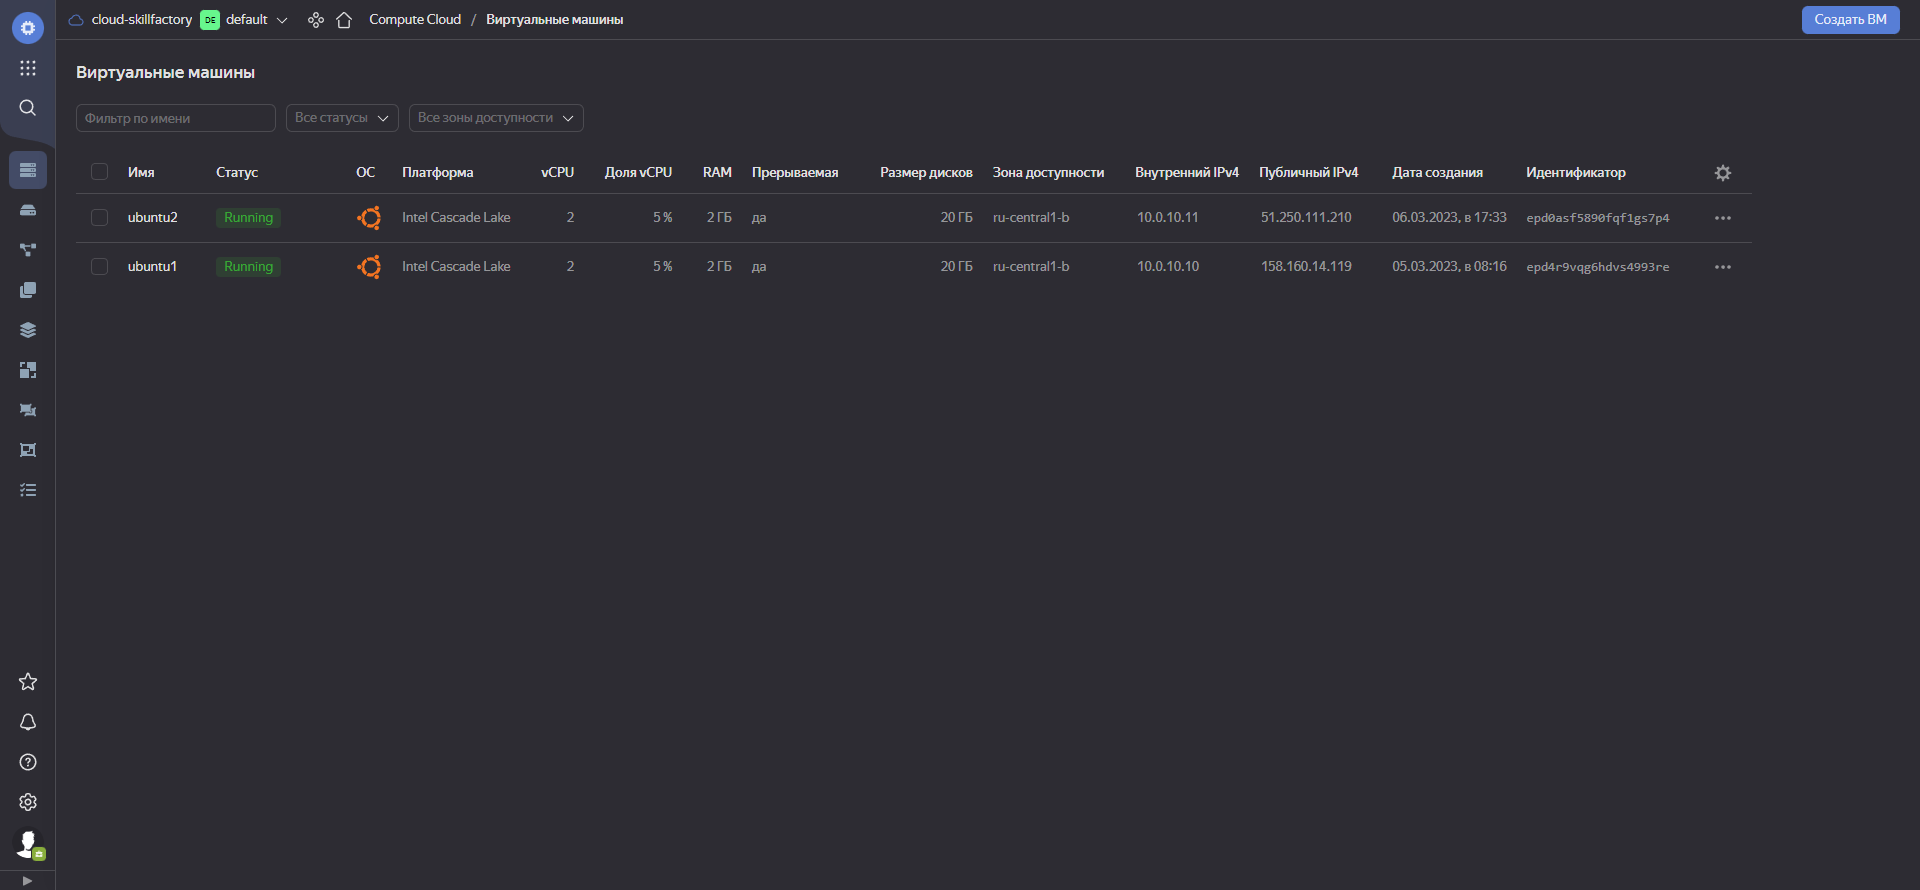 cloud-skillfactory DE default Compute Cloud / Виртуальные машины Создать ВМ
Виртуальные машины
Фильтр по имени Все статусы Все зоны доступности
Имя Статус ОС Платформа vCPU Доля vCPU RAM Прерываемая Размер дисков Зона доступности Внутренний IPv4 Публичный IPv4 Дата создания Идентификатор
ubuntu2 Running Intel Cascade Lake 2 5 % 2 ГБ да 20 ГБ ru-central1-b 10.0.10.11 51.250.111.210 06.03.2023, в 17:33 epd0asf5890fqf1gs7p4
ubuntu1 Running Intel Cascade Lake 2 5 % 2 ГБ да 20 ГБ ru-central1-b 10.0.10.10 158.160.14.119 05.03.2023, в 08:16 epd4r9vqg6hdvs4993re